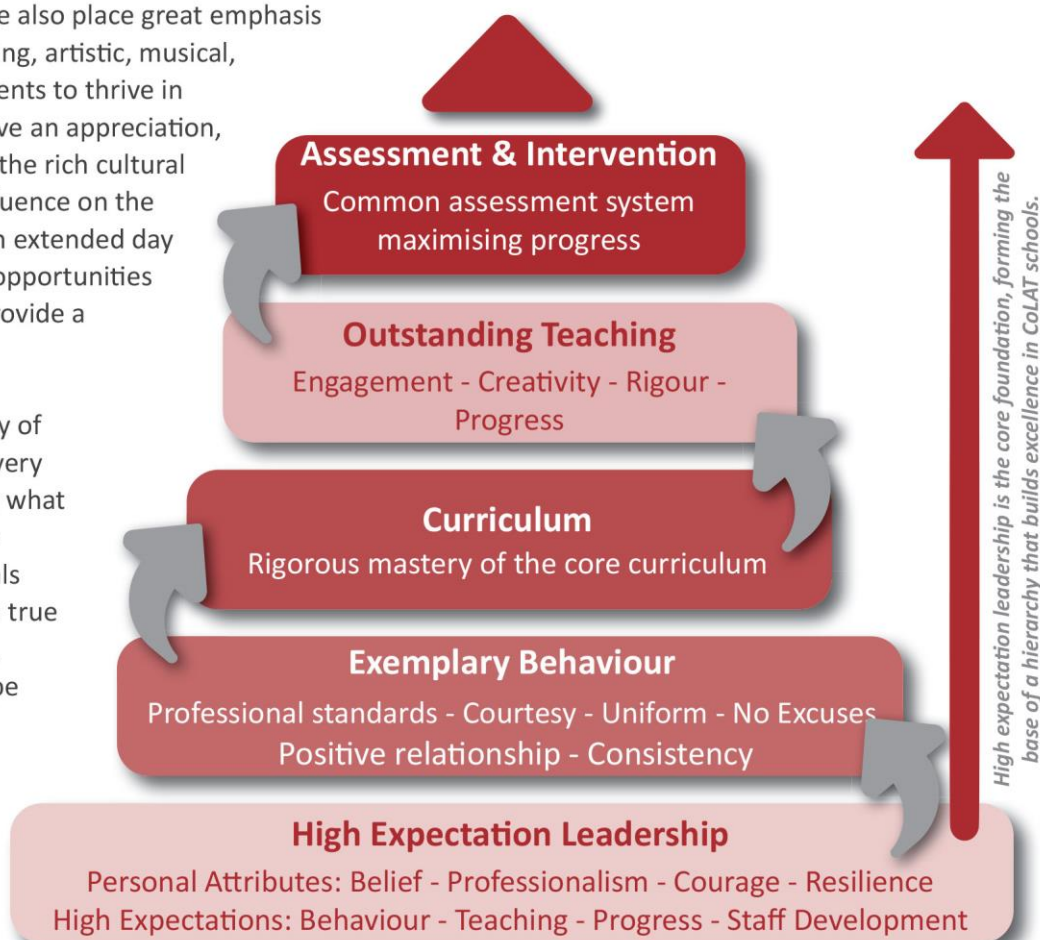 e also place great emphasis
ing, artistic, musical,
ents to thrive in
ve an appreciation,
the rich cultural
uence on the
n extended day
opportunities
rovide a
y of
very
what
ls
true
be
Assessment & Intervention
Common assessment system
maximising progress
Outstanding Teaching
Engagement - Creativity - Rigour -
Progress
Curriculum
Rigorous mastery of the core curriculum
Exemplary Behaviour
Professional standards - Courtesy - Uniform - No Excuses
Positive relationship - Consistency
High Expectation Leadership
Personal Attributes: Belief - Professionalism - Courage - Resilience
High Expectations: Behaviour - Teaching - Progress - Staff Development
High expectation leadership is the core foundation, forming the
base of a hierarchy that builds excellence in CoLAT schools.